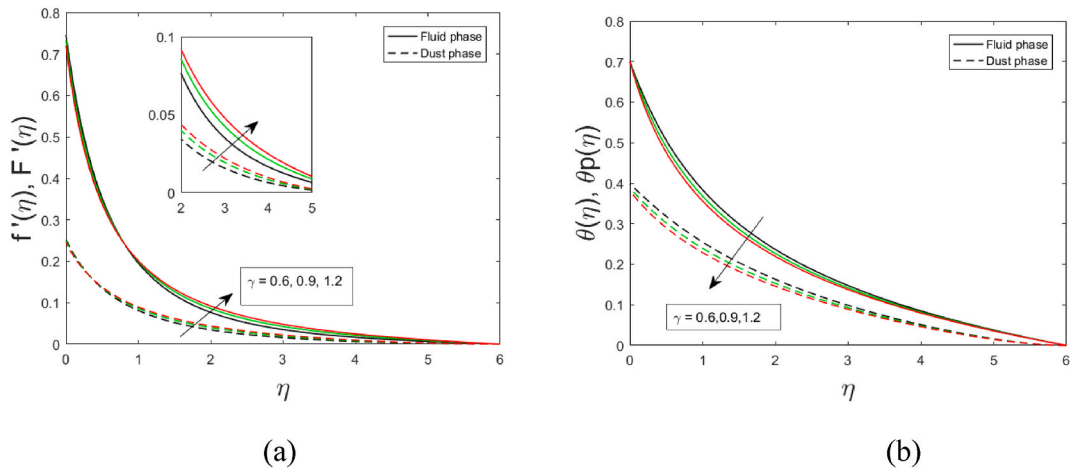 0.8
0.7
0.6
0.5
0.4
0.3
0.2
0.1
0
0 1 2 3 4 5 6
f '(η), F '(η)
η
Fluid phase
Dust phase
0.1
0.05
0
2 3 4 5
γ = 0.6, 0.9, 1.2
(a)
0.8
0.7
0.6
0.5
0.4
0.3
0.2
0.1
0
0 1 2 3 4 5 6
θ(η), θp(η)
η
Fluid phase
Dust phase
γ = 0.6,0.9,1.2
(b)